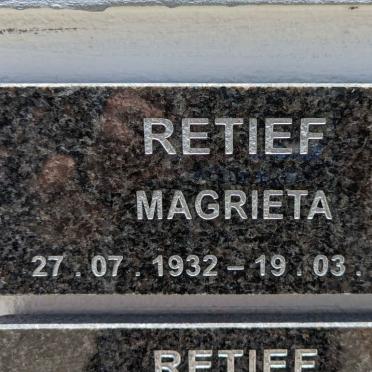 RETIEF
MAGRIETA
27 . 07 . 1932 – 19 . 03 .
RETIEF